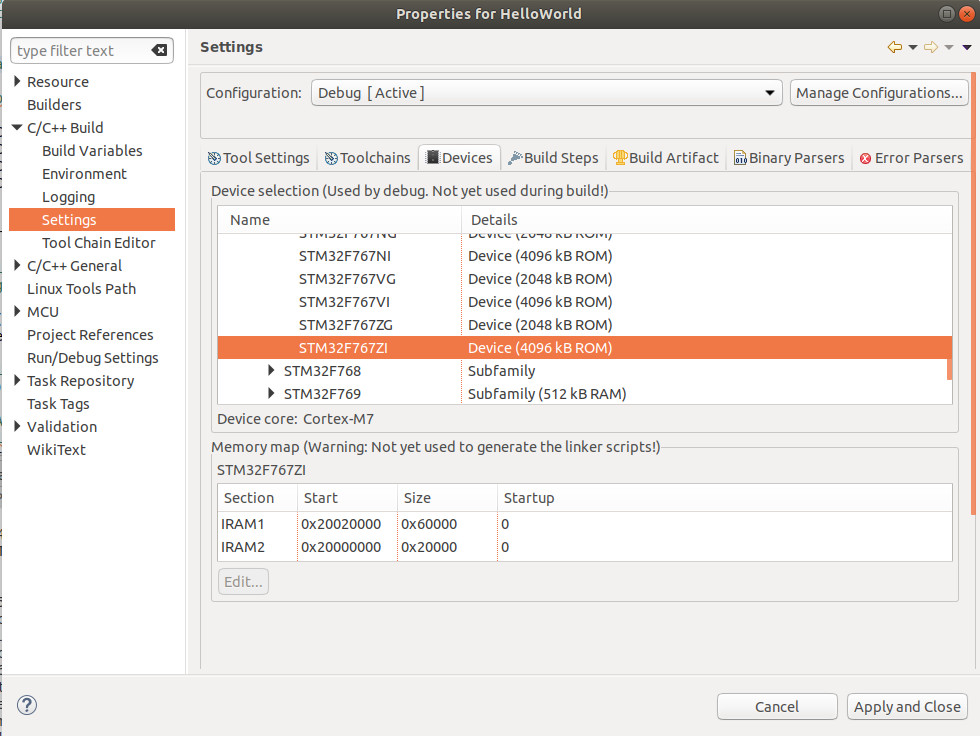 Properties for HelloWorld
type filter text
Resource
Builders
C/C++ Build
Build Variables
Environment
Logging
Settings
Tool Chain Editor
C/C++ General
Linux Tools Path
MCU
Project References
Run/Debug Settings
Task Repository
Task Tags
Validation
WikiText
Settings
Configuration: Debug [ Active ] Manage Configurations...
Tool Settings Toolchains Devices Build Steps Build Artifact Binary Parsers Error Parsers
Device selection (Used by debug. Not yet used during build!)
Name Details
STM32F767NG Device (2048 kB ROM)
STM32F767NI Device (4096 kB ROM)
STM32F767VG Device (2048 kB ROM)
STM32F767VI Device (4096 kB ROM)
STM32F767ZG Device (2048 kB ROM)
STM32F767ZI Device (4096 kB ROM)
STM32F768 Subfamily
STM32F769 Subfamily (512 kB RAM)
Device core: Cortex-M7
Memory map (Warning: Not yet used to generate the linker scripts!)
STM32F767ZI
Section Start Size Startup
IRAM1 0x20020000 0x60000 0
IRAM2 0x20000000 0x20000 0
Edit...
Cancel Apply and Close